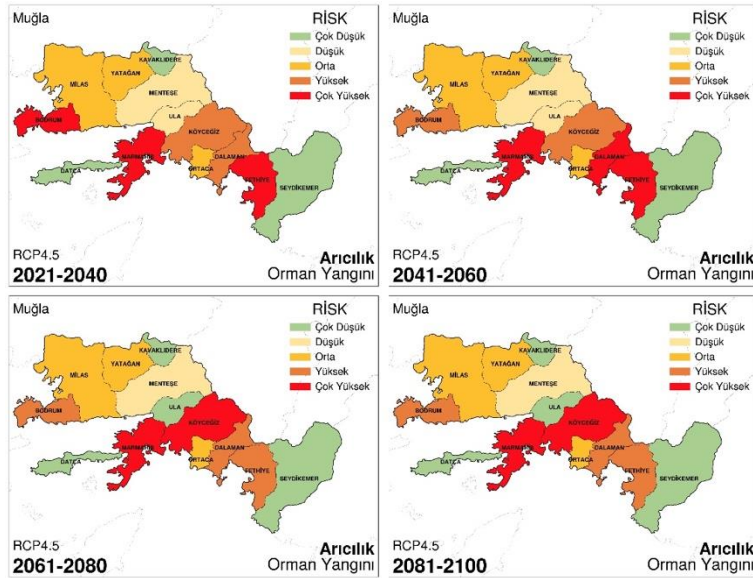 Muğla
RİSK
Çok Düşük
Düşük
Orta
Yüksek
Çok Yüksek
KAVAKLIDERE
YATAĞAN
MİLAS
MENTEŞE
ULA
BODRUM
KÖYCEĞİZ
MARMARİS
DALAMAN
DATÇA
ORTACA
FETHİYE
SEYDİKEMER
RCP4.5
2021-2040
Arıcılık
Orman Yangını
Muğla
RİSK
Çok Düşük
Düşük
Orta
Yüksek
Çok Yüksek
KAVAKLIDERE
YATAĞAN
MİLAS
MENTEŞE
ULA
BODRUM
KÖYCEĞİZ
MARMARİS
DALAMAN
DATÇA
ORTACA
FETHİYE
SEYDİKEMER
RCP4.5
2041-2060
Arıcılık
Orman Yangını
Muğla
RİSK
Çok Düşük
Düşük
Orta
Yüksek
Çok Yüksek
KAVAKLIDERE
YATAĞAN
MİLAS
MENTEŞE
ULA
BODRUM
KÖYCEĞİZ
MARMARİS
DALAMAN
DATÇA
ORTACA
FETHİYE
SEYDİKEMER
RCP4.5
2061-2080
Arıcılık
Orman Yangını
Muğla
RİSK
Çok Düşük
Düşük
Orta
Yüksek
Çok Yüksek
KAVAKLIDERE
YATAĞAN
MİLAS
MENTEŞE
ULA
BODRUM
KÖYCEĞİZ
MARMARİS
DALAMAN
DATÇA
ORTACA
FETHİYE
SEYDİKEMER
RCP4.5
2081-2100
Arıcılık
Orman Yangını